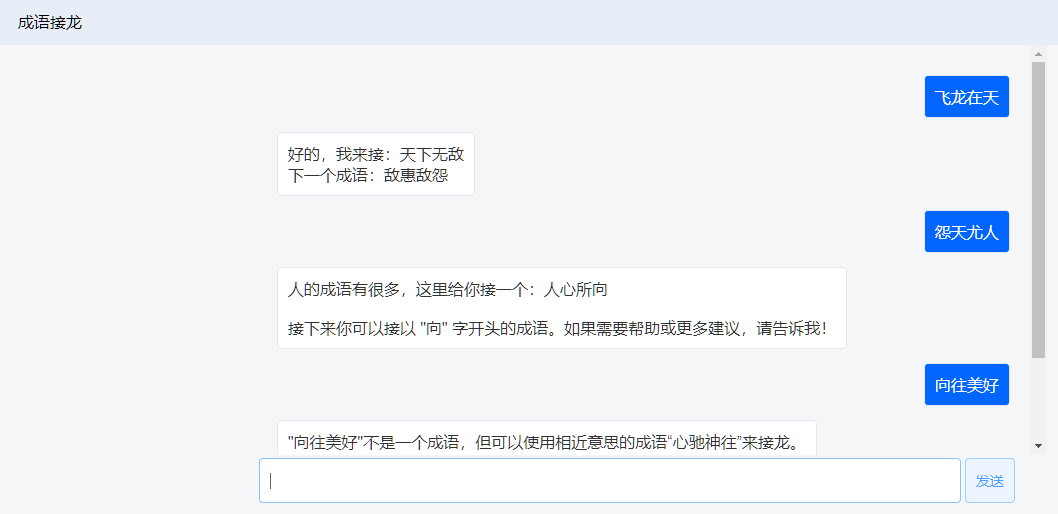 成语接龙
飞龙在天
好的，我来接：天下无敌
下一个成语：敌惠敌怨
怨天尤人
人的成语有很多，这里给你接一个：人心所向
接下来你可以接以 "向" 字开头的成语。如果需要帮助或更多建议，请告诉我！
向往美好
"向往美好"不是一个成语，但可以使用相近意思的成语“心驰神往”来接龙。
发送